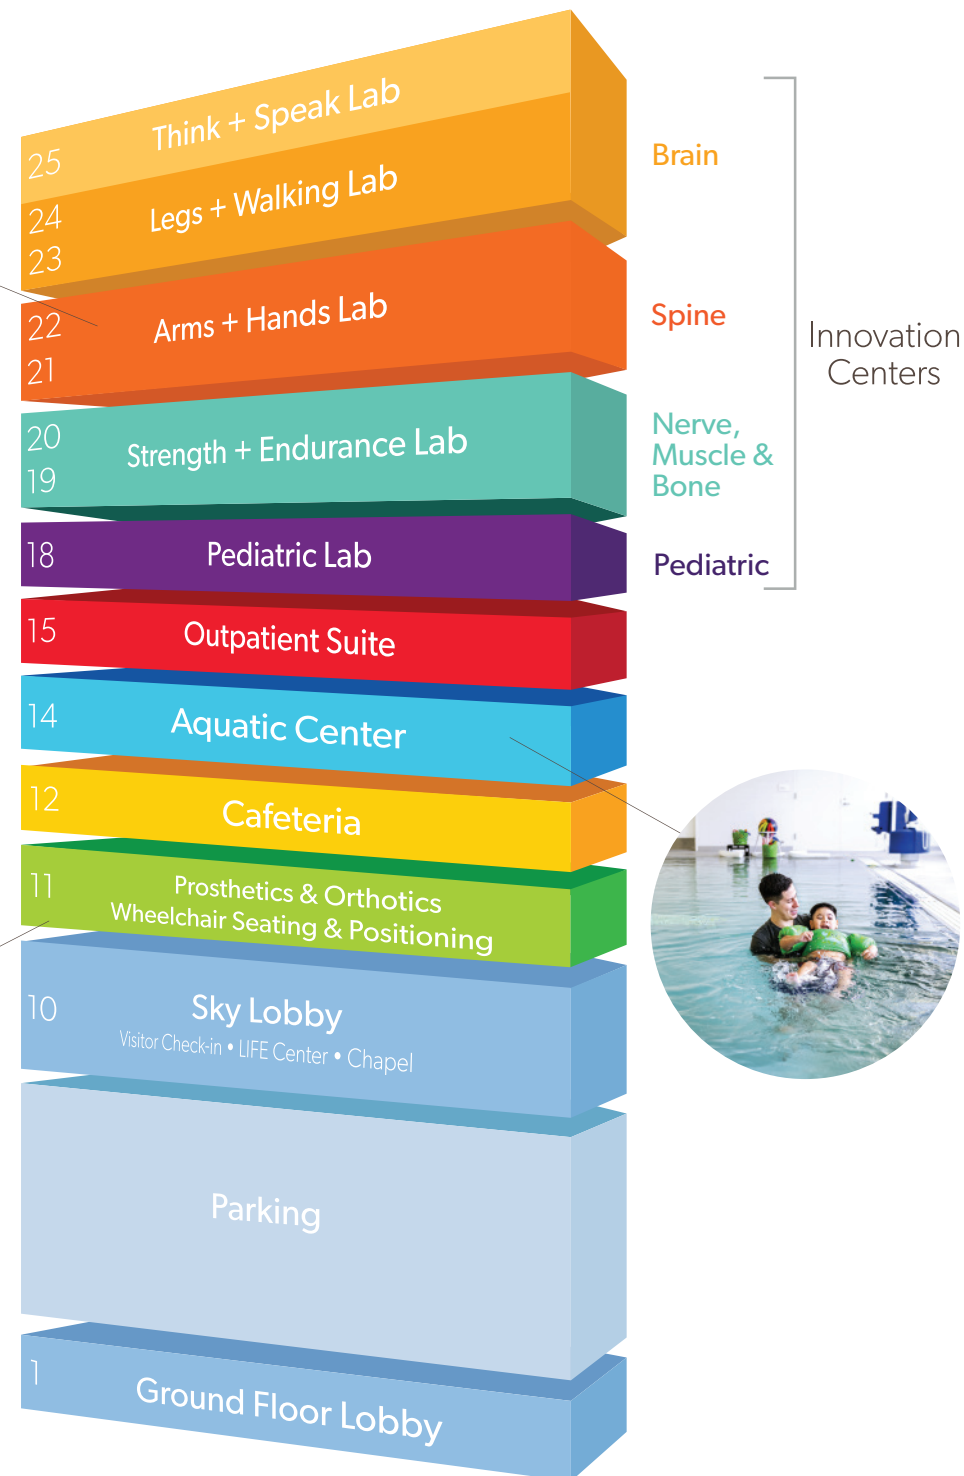 25
Think + Speak Lab
24
Legs + Walking Lab
23
Brain
22
Arms + Hands Lab
21
Spine
20
Strength + Endurance Lab
19
Nerve,
Muscle &
Bone
18
Pediatric Lab
Pediatric
Innovation
Centers
15
Outpatient Suite
14
Aquatic Center
12
Cafeteria
11
Prosthetics & Orthotics
Wheelchair Seating & Positioning
10
Sky Lobby
Visitor Check-in • LIFE Center • Chapel
Parking
1
Ground Floor Lobby